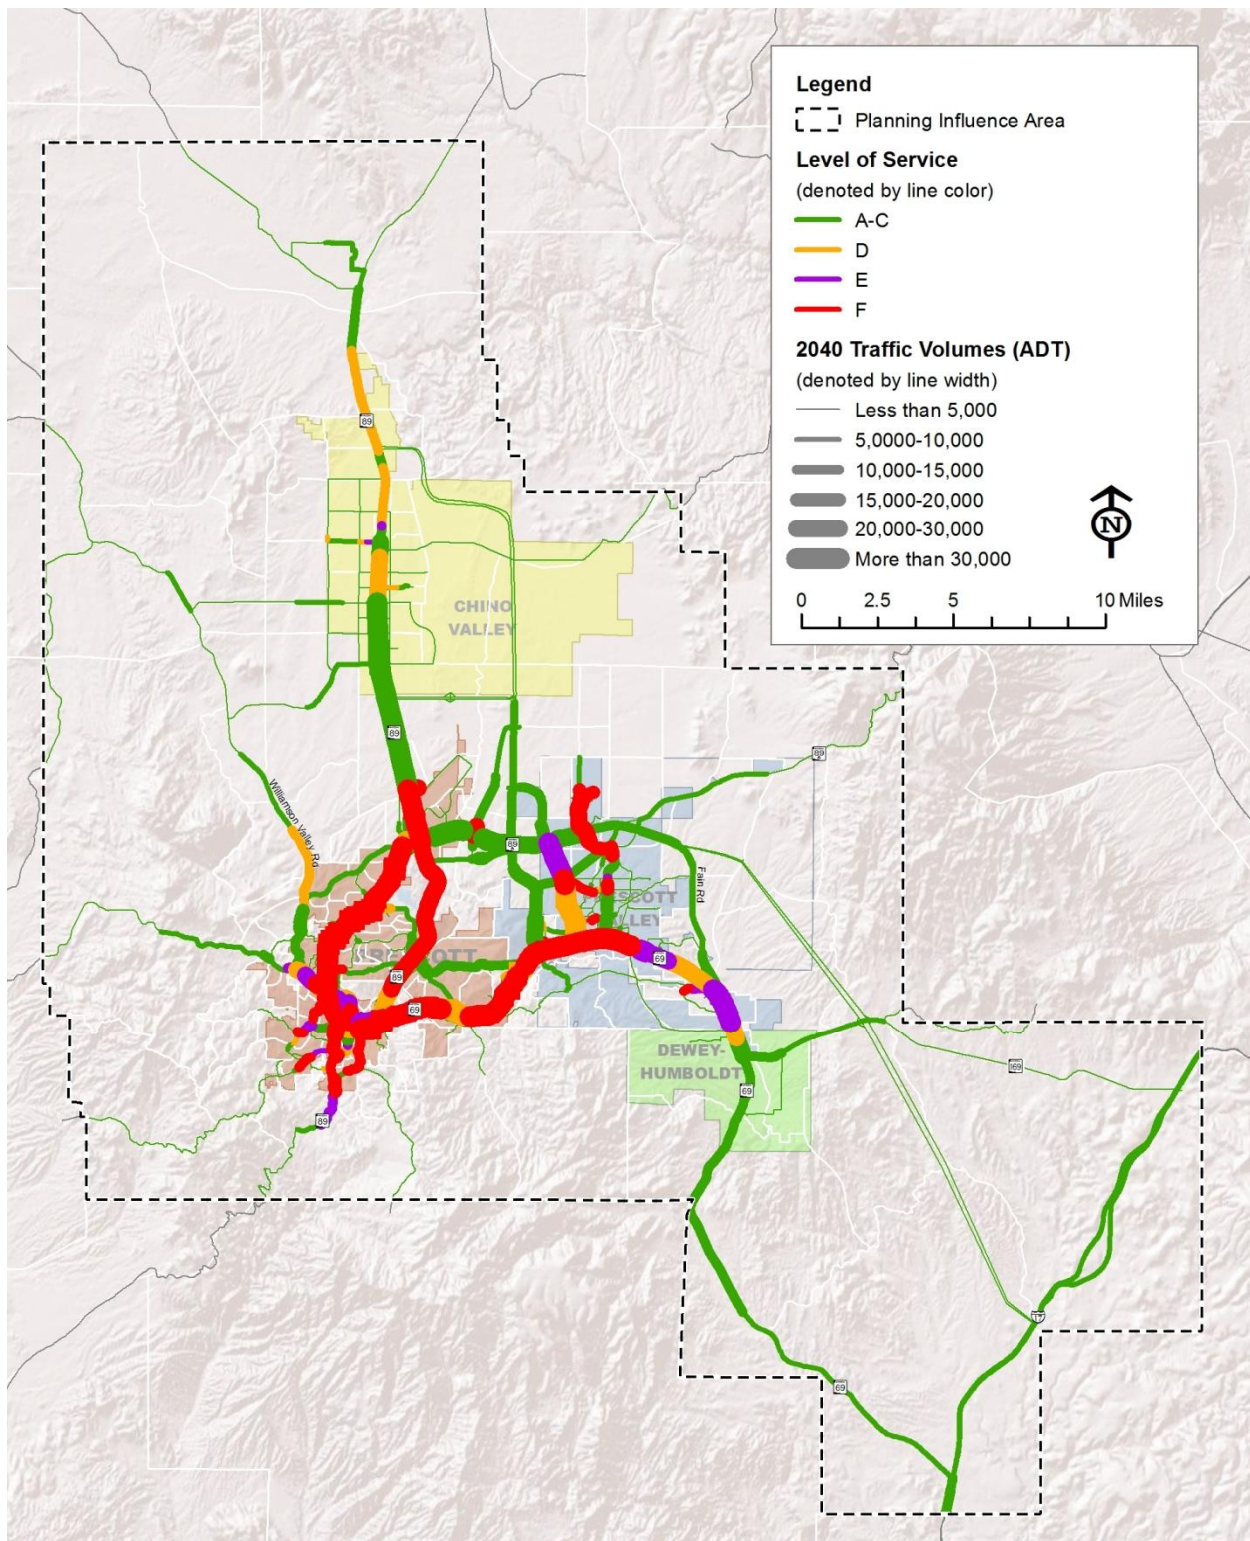 Legend
Planning Influence Area
Level of Service
(denoted by line color)
A-C
D
E
F
2040 Traffic Volumes (ADT)
(denoted by line width)
Less than 5,000
5,0000-10,000
10,000-15,000
15,000-20,000
20,000-30,000
More than 30,000
N
0 2.5 5 10 Miles
89
CHINO
VALLEY
89
89
Williamson Valley Rd
89
Fain Rd
69
89
69
DEWEY-
HUMBOLDT
169
69
89
69